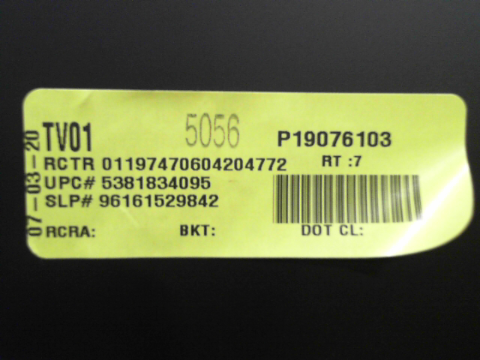 07-03-20
TV01 5056 P19076103
RCTR 01197470604204772 RT :7
UPC# 5381834095
SLP# 96161529842
RCRA: BKT: DOT CL: